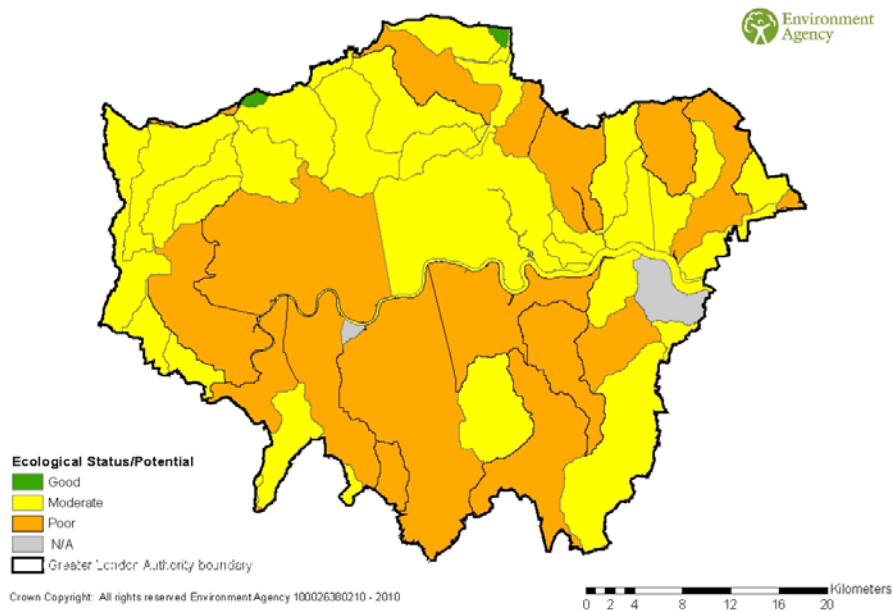 Environment
Agency
Ecological Status/Potential
Good
Moderate
Poor
N/A
Greater London Authority boundary
Crown Copyright: All rights reserved Environment Agency 100026380210 - 2010
Kilometers
0 2 4 8 12 16 20